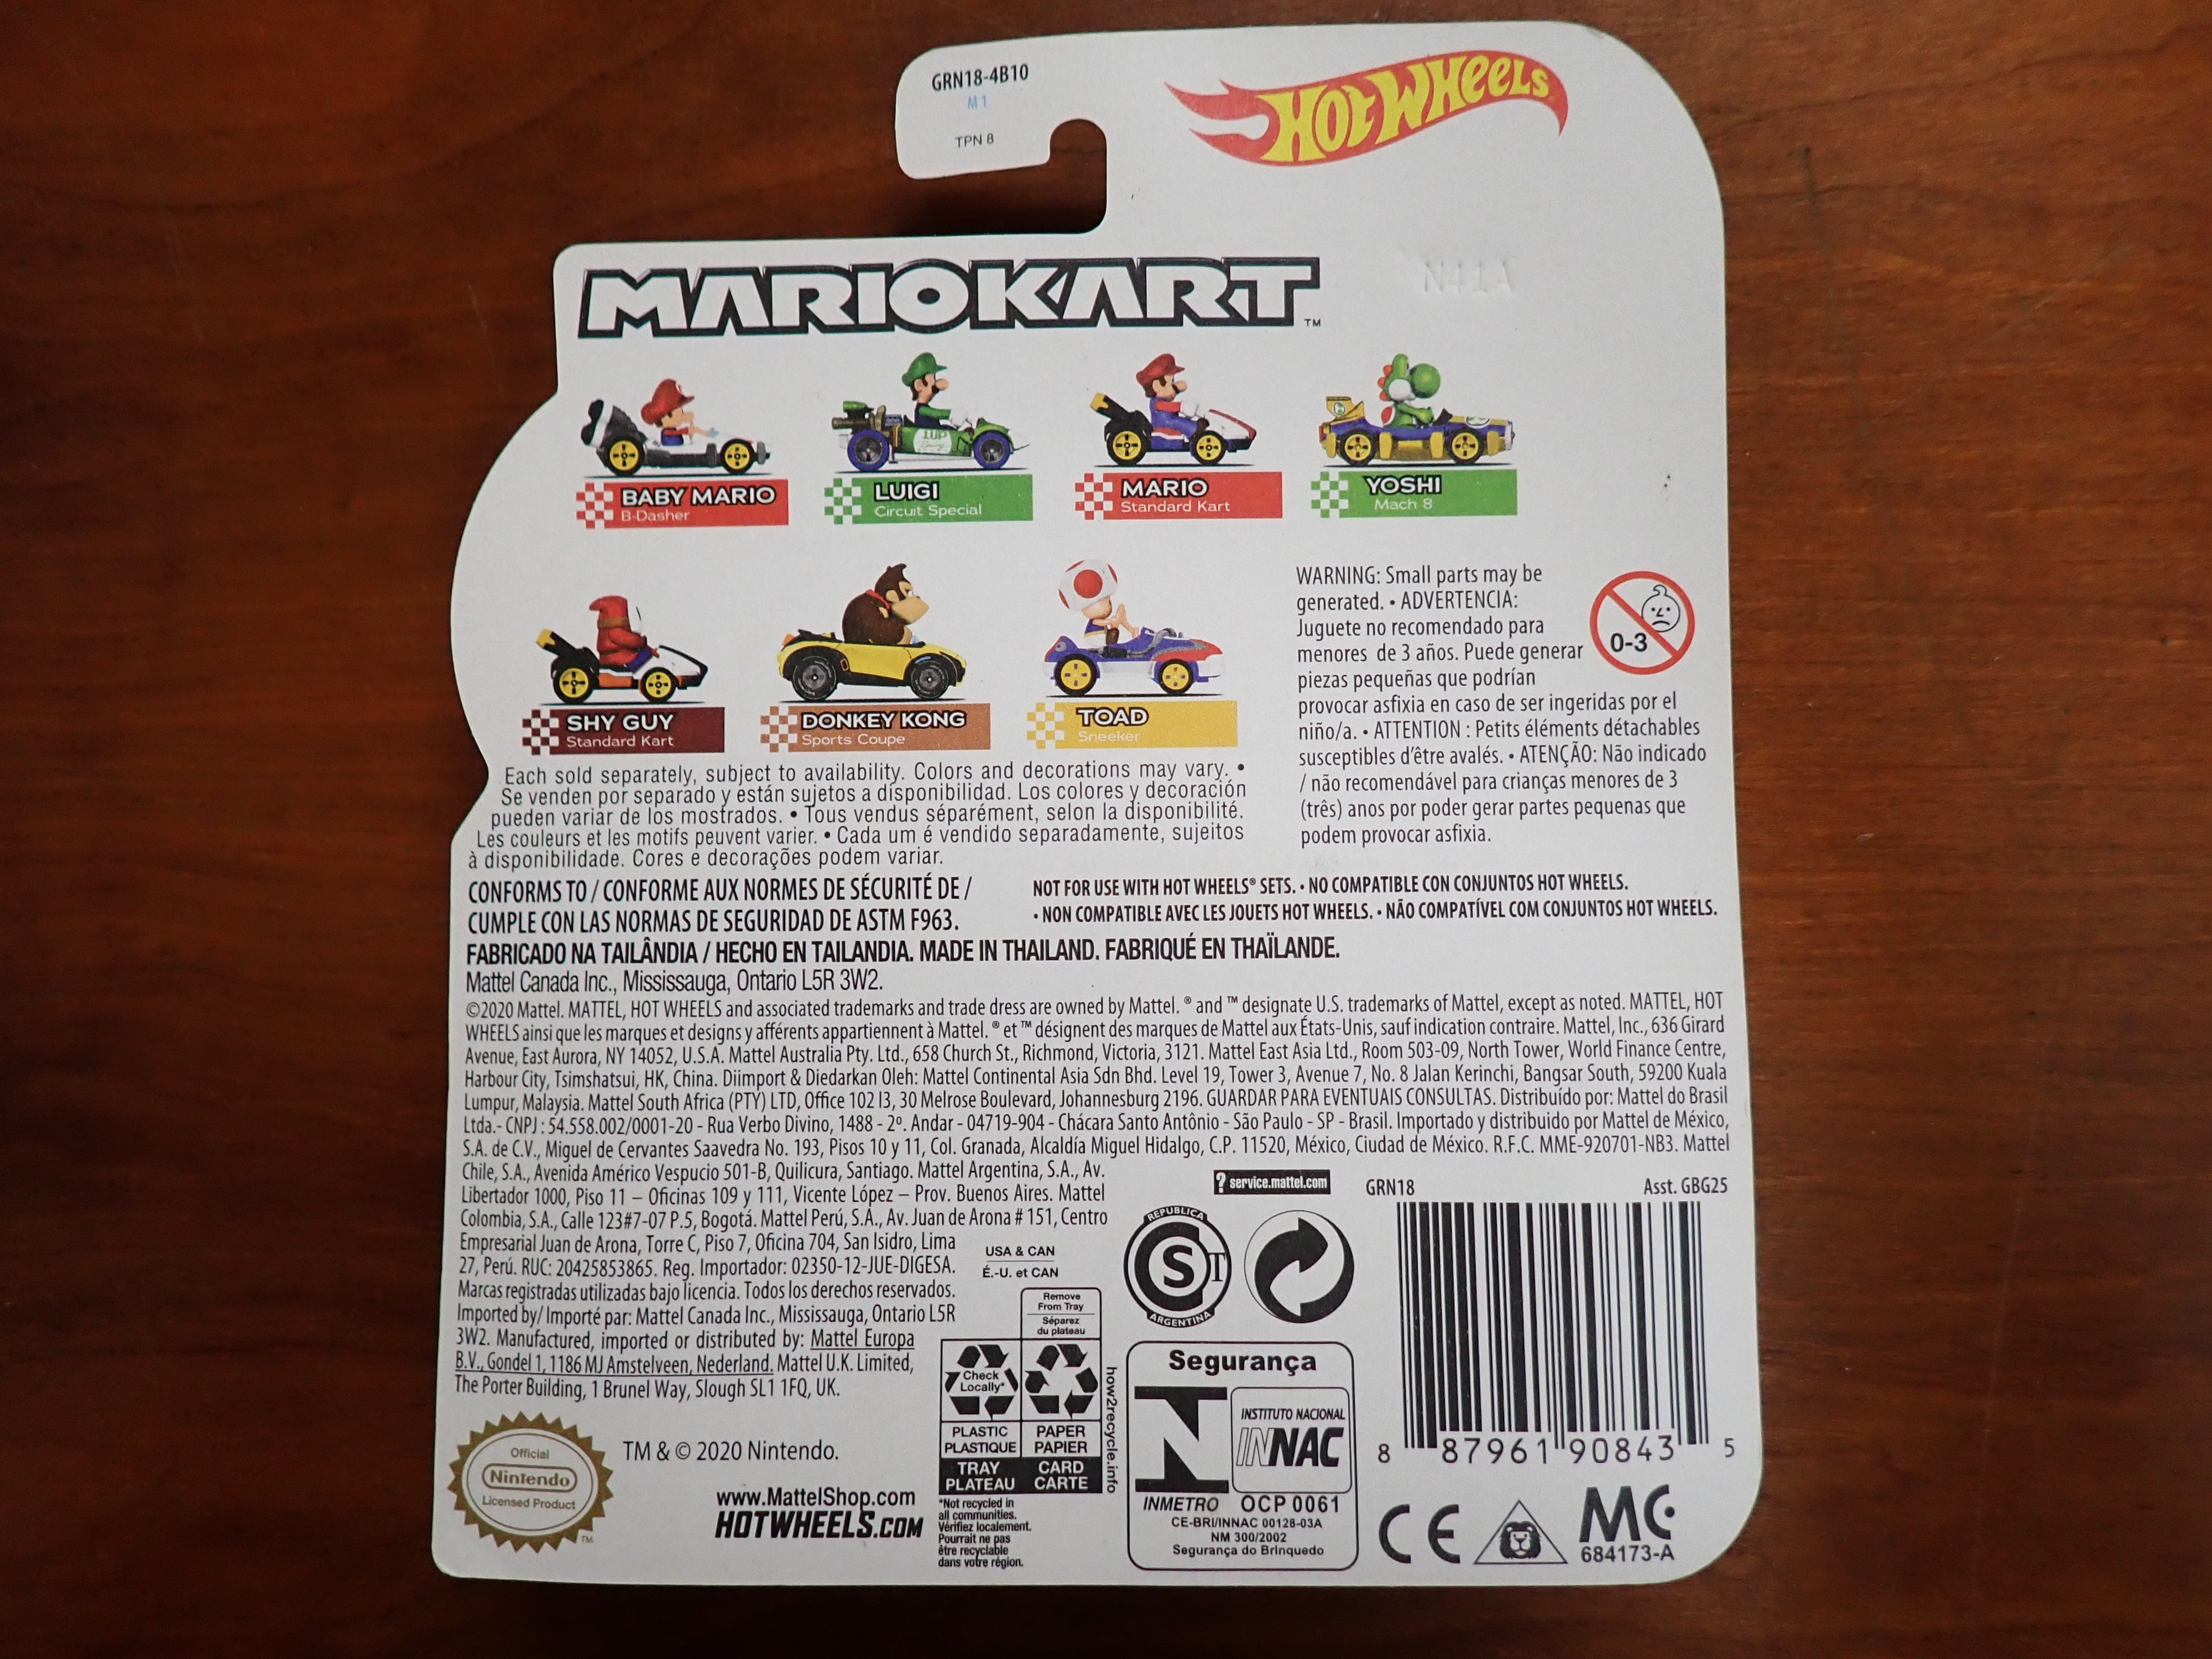 GRN18-4B10
M 1
TPN 8
HOT WHEELS
N41A
MARIOKART™
1UP
BABY MARIO
B-Dasher
LUIGI
Circuit Special
MARIO
Standard Kart
YOSHI
Mach 8
SHY GUY
Standard Kart
DONKEY KONG
Sports Coupe
TOAD
Sneeker
WARNING: Small parts may be
generated. • ADVERTENCIA:
Juguete no recomendado para
menores de 3 años. Puede generar
piezas pequeñas que podrían
provocar asfixia en caso de ser ingeridas por el
niño/a. • ATTENTION : Petits éléments détachables
susceptibles d'être avalés. • ATENÇÃO: Não indicado
/ não recomendável para crianças menores de 3
(três) anos por poder gerar partes pequenas que
podem provocar asfixia.
0-3
Each sold separately, subject to availability. Colors and decorations may vary. •
Se venden por separado y están sujetos a disponibilidad. Los colores y decoración
pueden variar de los mostrados. • Tous vendus séparément, selon la disponibilité.
Les couleurs et les motifs peuvent varier. • Cada um é vendido separadamente, sujeitos
à disponibilidade. Cores e decorações podem variar.
CONFORMS TO / CONFORME AUX NORMES DE SÉCURITÉ DE /
CUMPLE CON LAS NORMAS DE SEGURIDAD DE ASTM F963.
NOT FOR USE WITH HOT WHEELS® SETS. • NO COMPATIBLE CON CONJUNTOS HOT WHEELS.
• NON COMPATIBLE AVEC LES JOUETS HOT WHEELS. • NÃO COMPATÍVEL COM CONJUNTOS HOT WHEELS.
FABRICADO NA TAILÂNDIA / HECHO EN TAILANDIA. MADE IN THAILAND. FABRIQUÉ EN THAÏLANDE.
Mattel Canada Inc., Mississauga, Ontario L5R 3W2.
©2020 Mattel. MATTEL, HOT WHEELS and associated trademarks and trade dress are owned by Mattel. ® and ™ designate U.S. trademarks of Mattel, except as noted. MATTEL, HOT
WHEELS ainsi que les marques et designs y afférents appartiennent à Mattel. ® et ™ désignent des marques de Mattel aux États-Unis, sauf indication contraire. Mattel, Inc., 636 Girard
Avenue, East Aurora, NY 14052, U.S.A. Mattel Australia Pty. Ltd., 658 Church St., Richmond, Victoria, 3121. Mattel East Asia Ltd., Room 503-09, North Tower, World Finance Centre,
Harbour City, Tsimshatsui, HK, China. Diimport & Diedarkan Oleh: Mattel Continental Asia Sdn Bhd. Level 19, Tower 3, Avenue 7, No. 8 Jalan Kerinchi, Bangsar South, 59200 Kuala
Lumpur, Malaysia. Mattel South Africa (PTY) LTD, Office 102 I3, 30 Melrose Boulevard, Johannesburg 2196. GUARDAR PARA EVENTUAIS CONSULTAS. Distribuído por: Mattel do Brasil
Ltda.- CNPJ : 54.558.002/0001-20 - Rua Verbo Divino, 1488 - 2º. Andar - 04719-904 - Chácara Santo Antônio - São Paulo - SP - Brasil. Importado y distribuido por Mattel de México,
S.A. de C.V., Miguel de Cervantes Saavedra No. 193, Pisos 10 y 11, Col. Granada, Alcaldía Miguel Hidalgo, C.P. 11520, México, Ciudad de México. R.F.C. MME-920701-NB3. Mattel
Chile, S.A., Avenida Américo Vespucio 501-B, Quilicura, Santiago. Mattel Argentina, S.A., Av.
Libertador 1000, Piso 11 – Oficinas 109 y 111, Vicente López – Prov. Buenos Aires. Mattel
Colombia, S.A., Calle 123#7-07 P.5, Bogotá. Mattel Perú, S.A., Av. Juan de Arona # 151, Centro
Empresarial Juan de Arona, Torre C, Piso 7, Oficina 704, San Isidro, Lima
27, Perú. RUC: 20425853865. Reg. Importador: 02350-12-JUE-DIGESA.
Marcas registradas utilizadas bajo licencia. Todos los derechos reservados.
Imported by/ Importé par: Mattel Canada Inc., Mississauga, Ontario L5R
3W2. Manufactured, imported or distributed by: Mattel Europa
B.V., Gondel 1, 1186 MJ Amstelveen, Nederland. Mattel U.K. Limited,
The Porter Building, 1 Brunel Way, Slough SL1 1FQ, UK.
? service.mattel.com
GRN18
Asst. GBG25
USA & CAN
É.-U. et CAN
Remove
From Tray
Séparez
du plateau
Check
Locally*
PLASTIC
PLASTIQUE
PAPER
PAPIER
TRAY
PLATEAU
CARD
CARTE
how2recycle.info
*Not recycled in
all communities.
Vérifiez localement.
Pourrait ne pas
être recyclable
dans votre région.
REPUBLICA
CST
ARGENTINA
Segurança
INSTITUTO NACIONAL
INNAC
INMETRO OCP 0061
CE-BRI/INNAC 00128-03A
NM 300/2002
Segurança do Brinquedo
8 87961 90843 5
CE
MC
684173-A
Official
Nintendo
Licensed Product
TM
TM & © 2020 Nintendo.
www.MattelShop.com
HOTWHEELS.COM